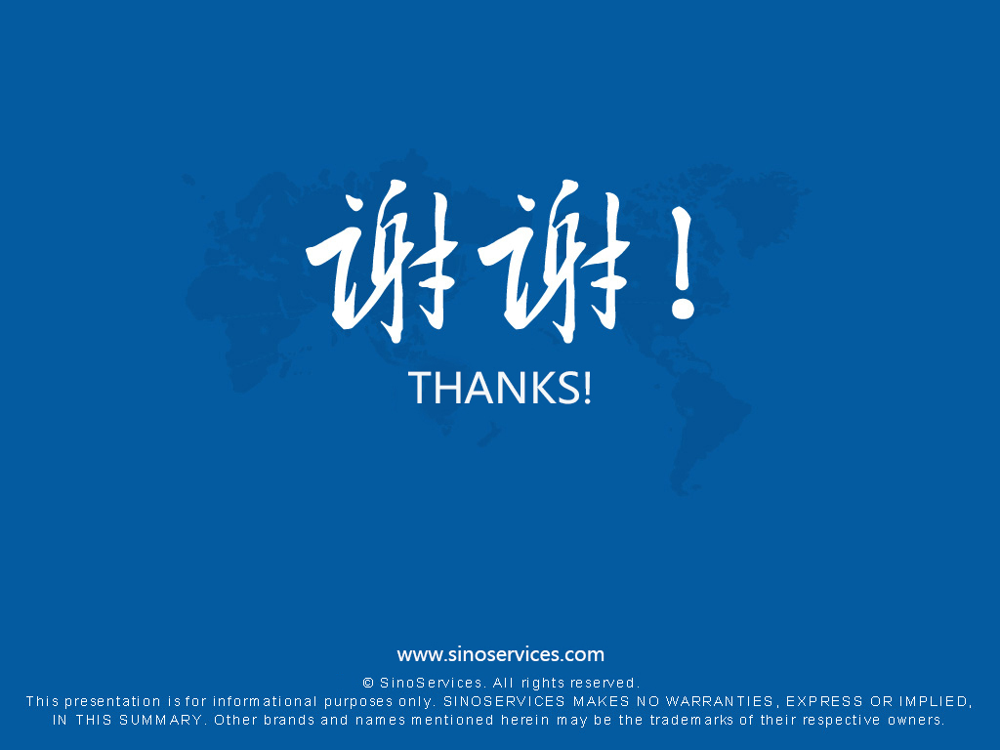 谢谢!
THANKS!
www.sinoservices.com
© SinoServices. All rights reserved.
This presentation is for informational purposes only. SINOSERVICES MAKES NO WARRANTIES, EXPRESS OR IMPLIED,
IN THIS SUMMARY. Other brands and names mentioned herein may be the trademarks of their respective owners.